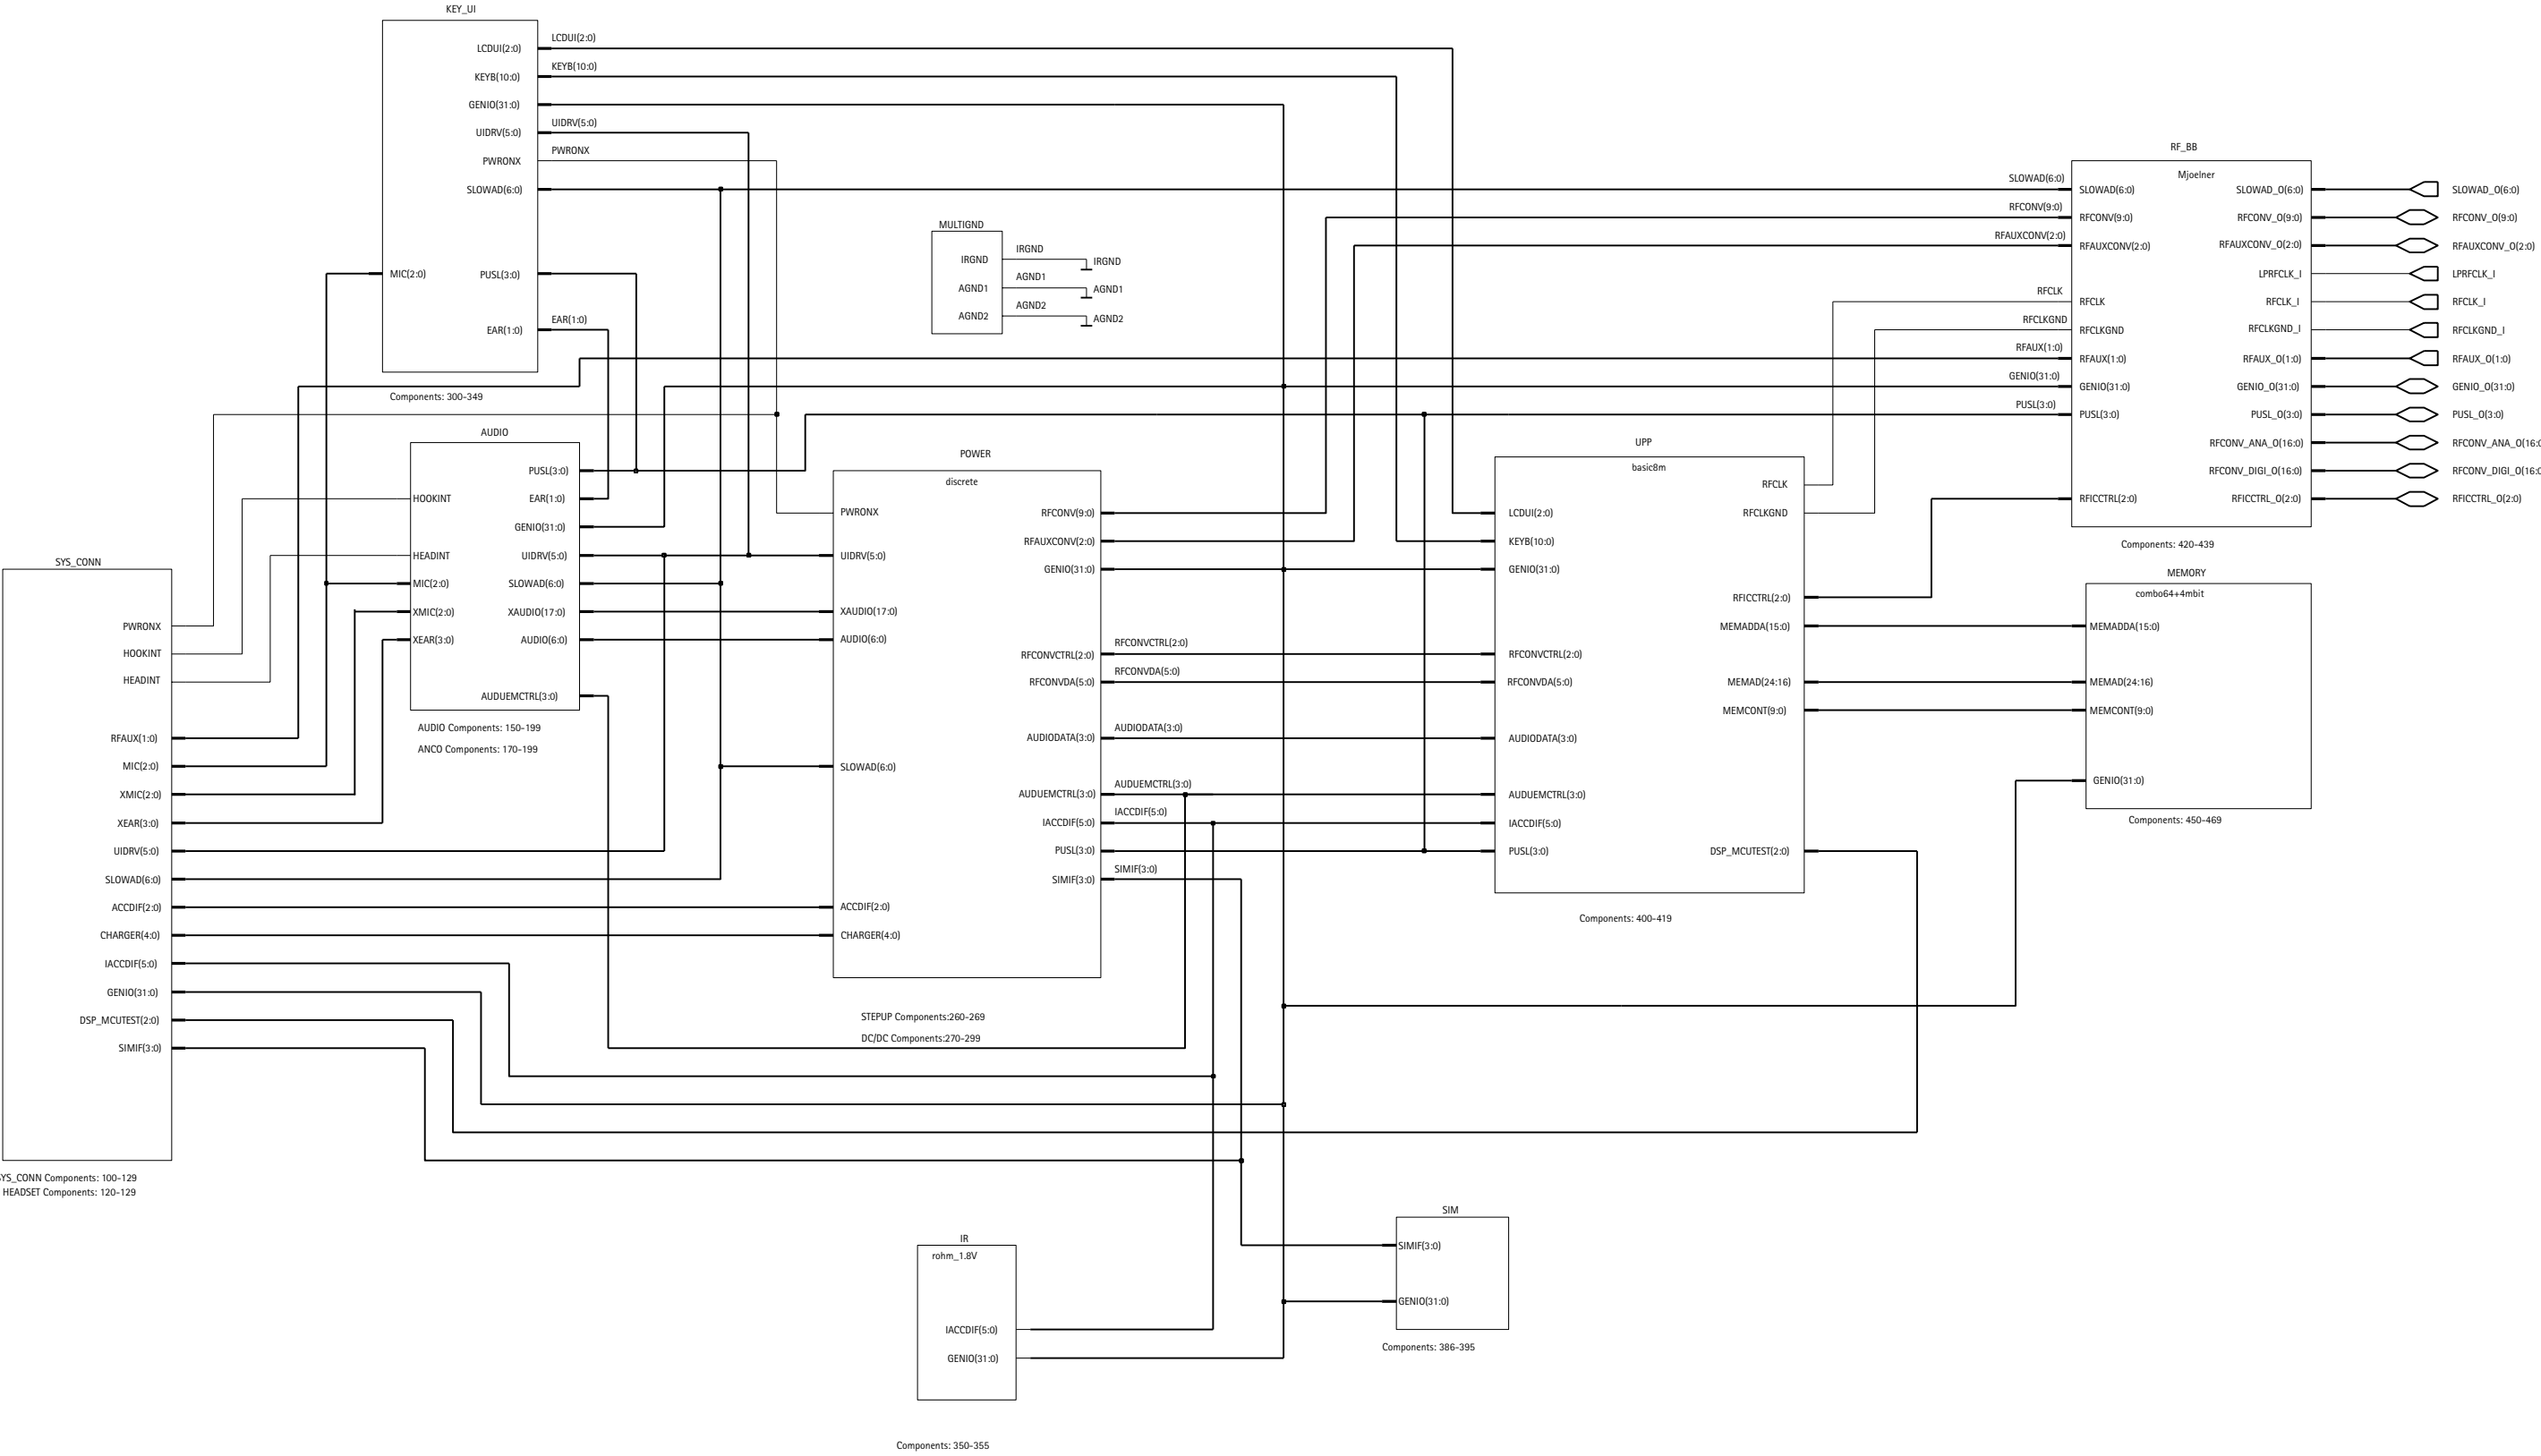 KEY_UI
LCDUI(2:0)
KEYB(10:0)
GENIO(31:0)
UIDRV(5:0)
PWRONX
SLOWAD(6:0)
MIC(2:0)
PUSL(3:0)
EAR(1:0)
LCDUI(2:0)
KEYB(10:0)
UIDRV(5:0)
PWRONX
EAR(1:0)
Components: 300-349
MULTIGND
IRGND
AGND1
AGND2
IRGND
AGND1
AGND2
IRGND
AGND1
AGND2
RF_BB
Mjoelner
SLOWAD(6:0)
RFCONV(9:0)
RFAUXCONV(2:0)
RFCLK
RFCLKGND
RFAUX(1:0)
GENIO(31:0)
PUSL(3:0)
SLOWAD(6:0)
RFCONV(9:0)
RFAUXCONV(2:0)
RFCLK
RFCLKGND
RFAUX(1:0)
GENIO(31:0)
PUSL(3:0)
RFICCTRL(2:0)
SLOWAD_O(6:0)
RFCONV_O(9:0)
RFAUXCONV_O(2:0)
LPRFCLK_I
RFCLK_I
RFCLKGND_I
RFAUX_O(1:0)
GENIO_O(31:0)
PUSL_O(3:0)
RFCONV_ANA_O(16:0)
RFCONV_DIGI_O(16:0)
RFICCTRL_O(2:0)
SLOWAD_O(6:0)
RFCONV_O(9:0)
RFAUXCONV_O(2:0)
LPRFCLK_I
RFCLK_I
RFCLKGND_I
RFAUX_O(1:0)
GENIO_O(31:0)
PUSL_O(3:0)
RFCONV_ANA_O(16:0
RFCONV_DIGI_O(16:0
RFICCTRL_O(2:0)
Components: 420-439
AUDIO
HOOKINT
HEADINT
MIC(2:0)
XMIC(2:0)
XEAR(3:0)
PUSL(3:0)
EAR(1:0)
GENIO(31:0)
UIDRV(5:0)
SLOWAD(6:0)
XAUDIO(17:0)
AUDIO(6:0)
AUDUEMCTRL(3:0)
AUDIO Components: 150-199
ANCO Components: 170-199
POWER
discrete
PWRONX
UIDRV(5:0)
XAUDIO(17:0)
AUDIO(6:0)
SLOWAD(6:0)
ACCDIF(2:0)
CHARGER(4:0)
RFCONV(9:0)
RFAUXCONV(2:0)
GENIO(31:0)
RFCONVCTRL(2:0)
RFCONVDA(5:0)
AUDIODATA(3:0)
AUDUEMCTRL(3:0)
IACCDIF(5:0)
PUSL(3:0)
SIMIF(3:0)
RFCONVCTRL(2:0)
RFCONVDA(5:0)
AUDIODATA(3:0)
AUDUEMCTRL(3:0)
IACCDIF(5:0)
SIMIF(3:0)
STEPUP Components:260-269
DC/DC Components:270-299
UPP
basic8m
LCDUI(2:0)
KEYB(10:0)
GENIO(31:0)
RFCONVCTRL(2:0)
RFCONVDA(5:0)
AUDIODATA(3:0)
AUDUEMCTRL(3:0)
IACCDIF(5:0)
PUSL(3:0)
RFCLK
RFCLKGND
RFICCTRL(2:0)
MEMADDA(15:0)
MEMAD(24:16)
MEMCONT(9:0)
DSP_MCUTEST(2:0)
Components: 400-419
MEMORY
combo64+4mbit
MEMADDA(15:0)
MEMAD(24:16)
MEMCONT(9:0)
GENIO(31:0)
Components: 450-469
SYS_CONN
PWRONX
HOOKINT
HEADINT
RFAUX(1:0)
MIC(2:0)
XMIC(2:0)
XEAR(3:0)
UIDRV(5:0)
SLOWAD(6:0)
ACCDIF(2:0)
CHARGER(4:0)
IACCDIF(5:0)
GENIO(31:0)
DSP_MCUTEST(2:0)
SIMIF(3:0)
SYS_CONN Components: 100-129
HEADSET Components: 120-129
IR
rohm_1.8V
IACCDIF(5:0)
GENIO(31:0)
Components: 350-355
SIM
SIMIF(3:0)
GENIO(31:0)
Components: 386-395